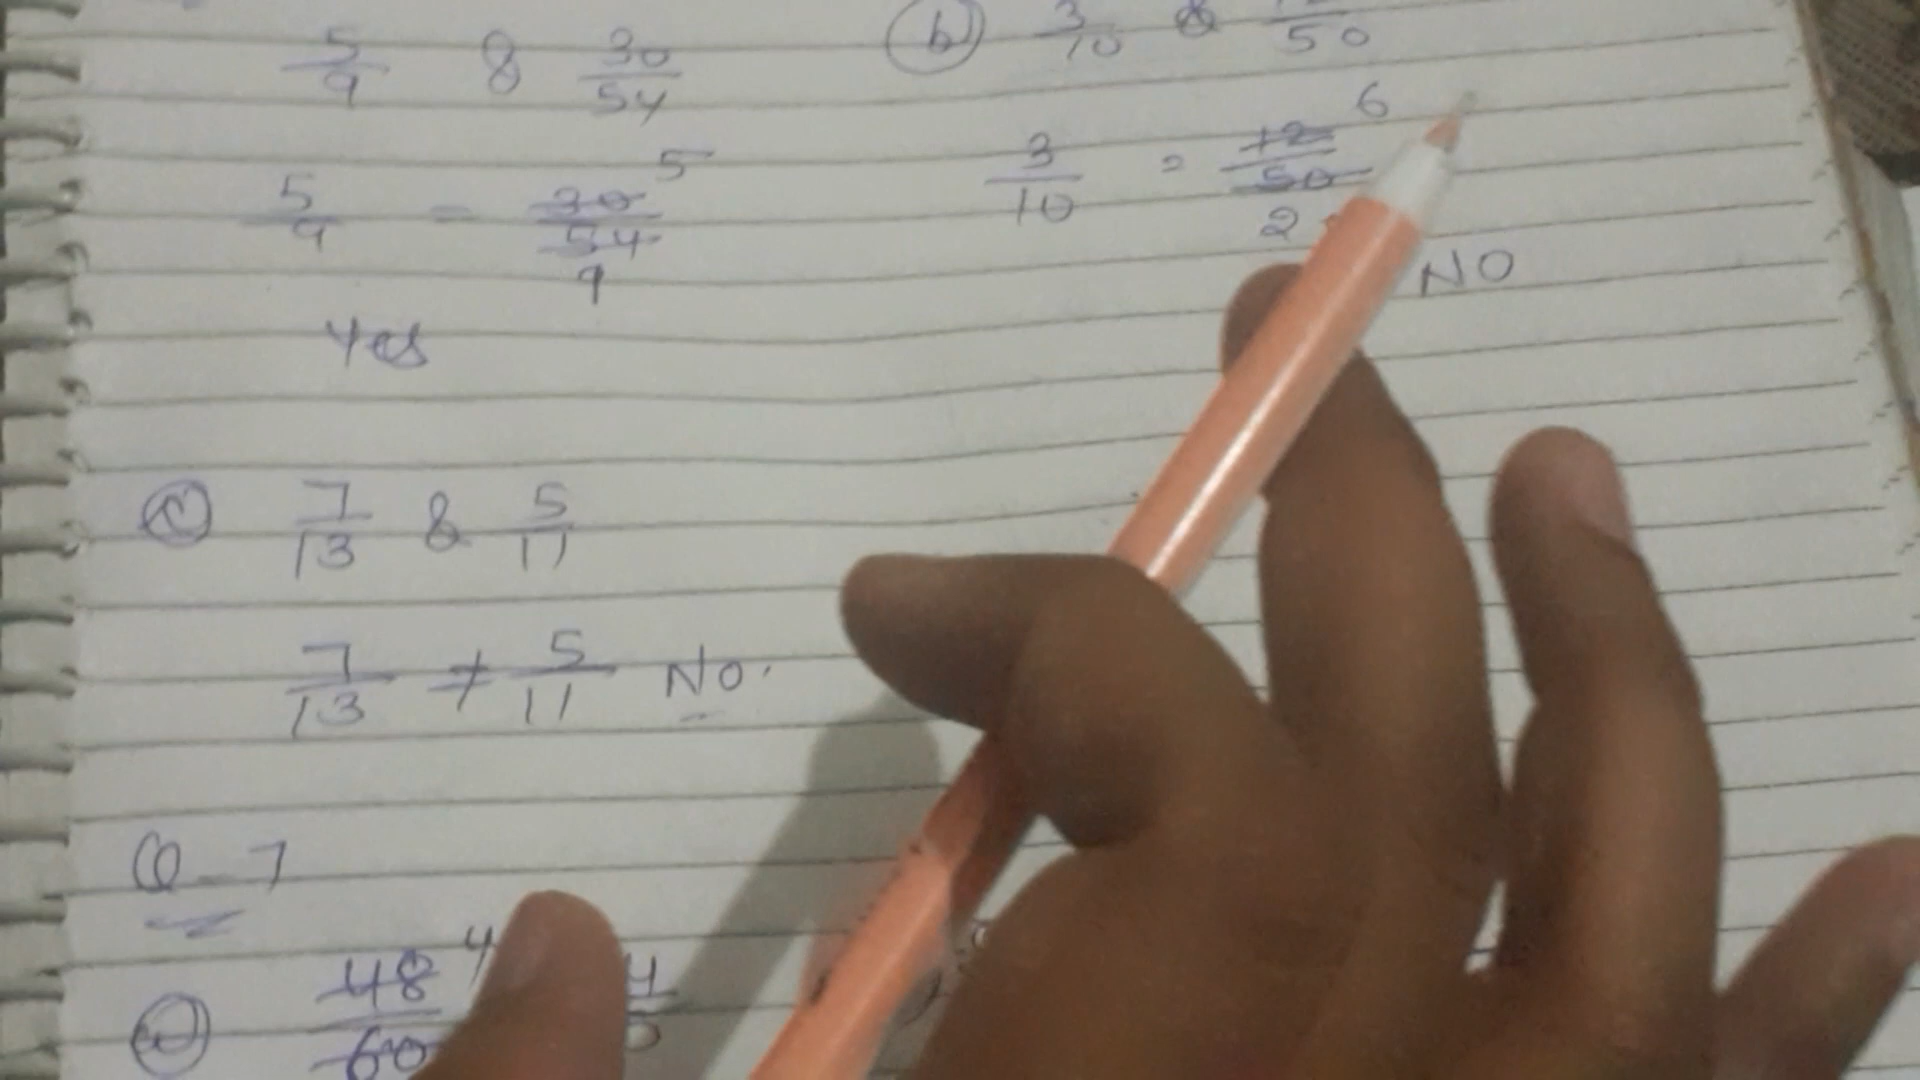 5/9 & 30/54
5/9 = 30/54 5 9
Yes
(b) 3/10 & /50
3/10 = 12/50 6 2
NO
(c) 7/13 & 5/11
7/13 ≠ 5/11 No.
Q-7
(a) 48/60 4 4